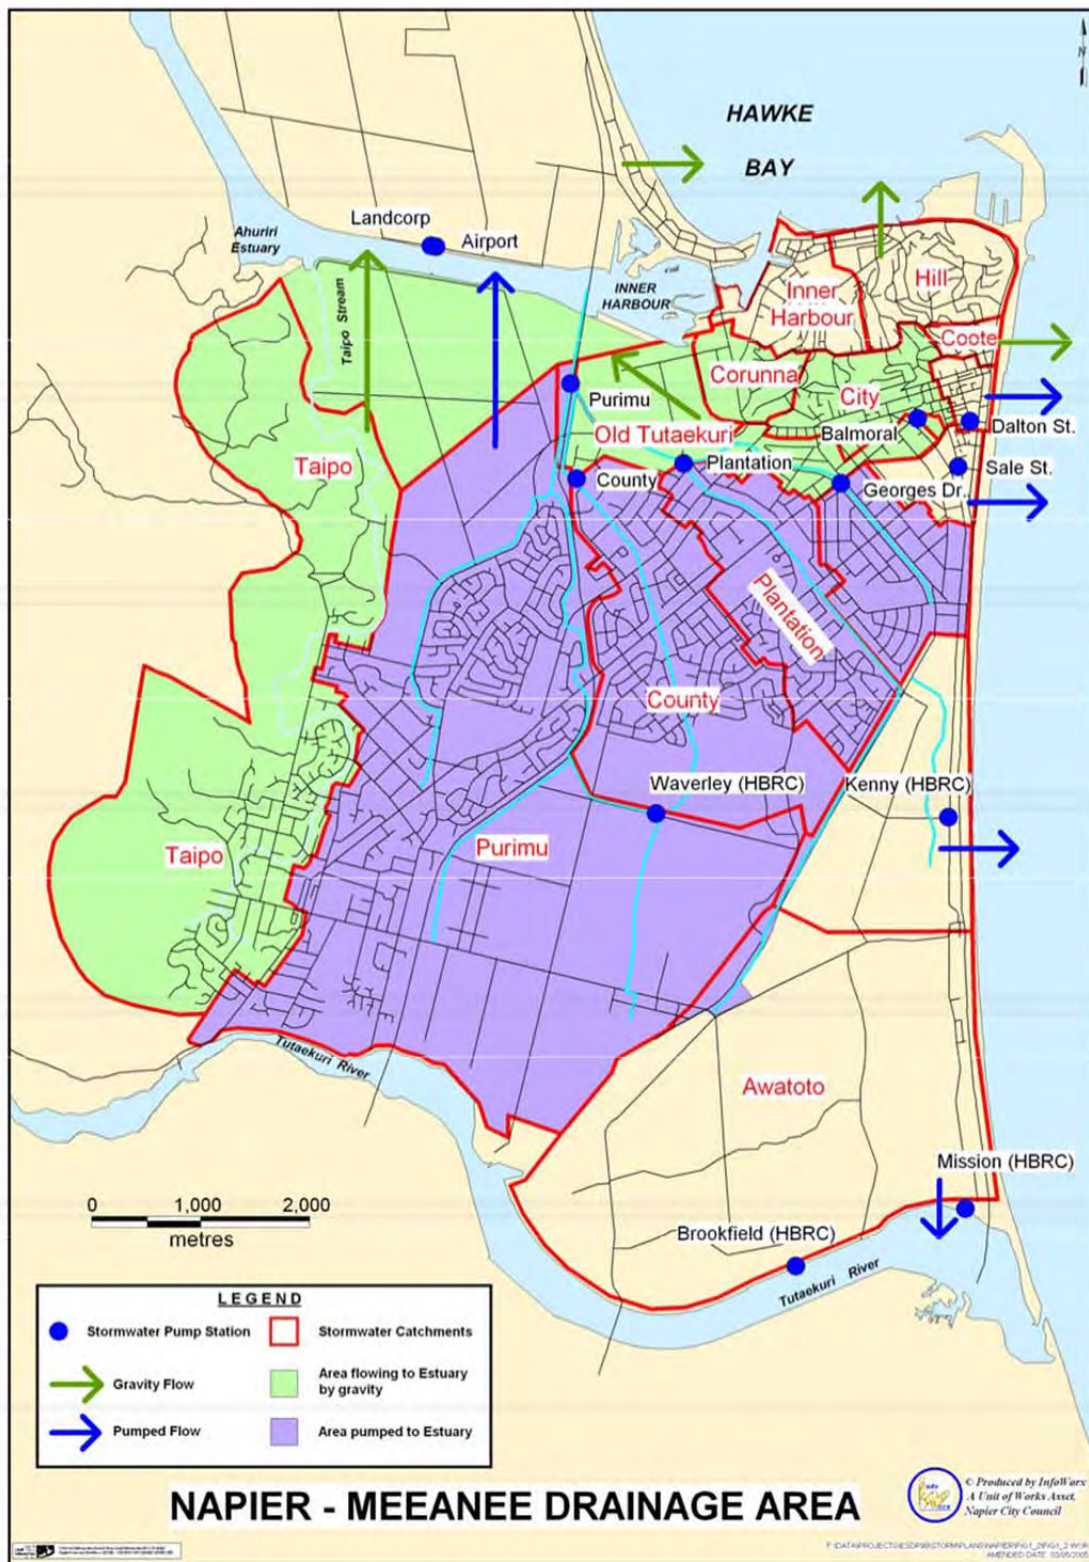 N
HAWKE
BAY
Landcorp
Airport
Ahuriri
Estuary
INNER
HARBOUR
Taipo Stream
Inner
Harbour
Hill
Coote
Corunna
City
Purimu
Balmoral
Dalton St.
Old Tutaekuri
Taipo
Plantation
Sale St.
County
Georges Dr.
Plantation
County
Waverley (HBRC)
Kenny (HBRC)
Taipo
Purimu
Tutaekuri River
Awatoto
Mission (HBRC)
0 1,000 2,000
metres
Brookfield (HBRC)
Tutaekuri River
LEGEND
Stormwater Pump Station
Stormwater Catchments
Gravity Flow
Area flowing to Estuary
by gravity
Pumped Flow
Area pumped to Estuary
NAPIER - MEEANEE DRAINAGE AREA
© Produced by InfoWorx
A Unit of Works Asset,
Napier City Council